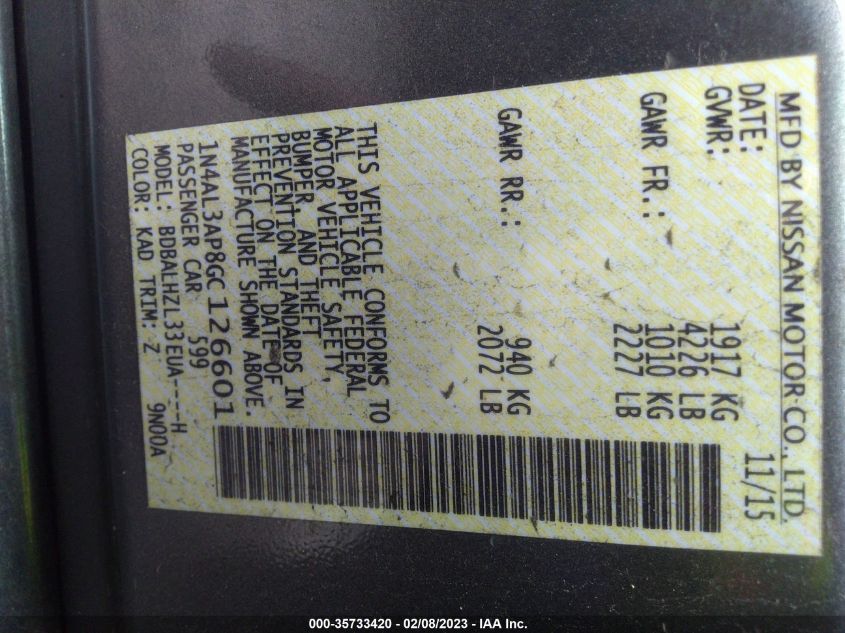 MFD BY NISSAN MOTOR CO., LTD.
DATE: 11/15
GVWR: 1917 KG
4226 LB
GAWR FR.: 1010 KG
2227 LB
GAWR RR.: 940 KG
2072 LB
THIS VEHICLE CONFORMS TO
ALL APPLICABLE FEDERAL
MOTOR VEHICLE SAFETY,
BUMPER, AND THEFT
PREVENTION STANDARDS IN
EFFECT ON THE DATE OF
MANUFACTURE SHOWN ABOVE.
1N4AL3AP8GC126601
PASSENGER CAR 599
MODEL: BDBALHZL33EUA----H
COLOR: KAD TRIM: Z 9N00A
000-35733420 - 02/08/2023 - IAA Inc.